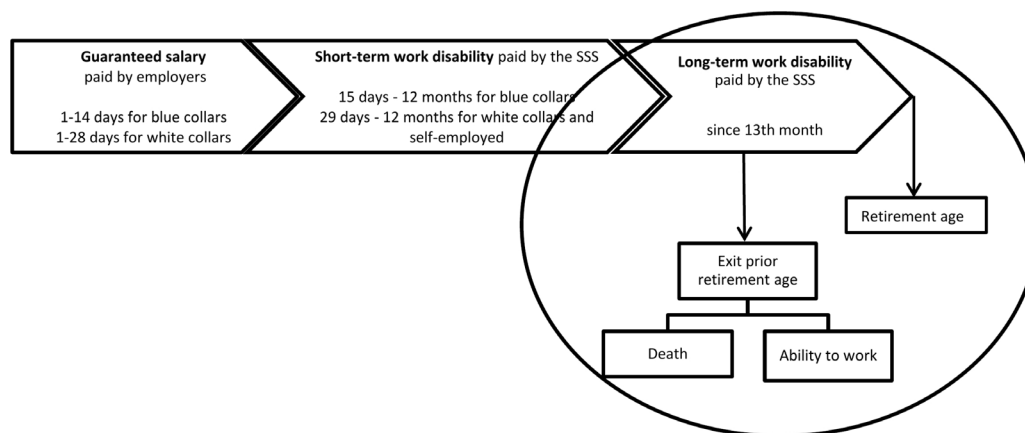 Guaranteed salary
paid by employers
1-14 days for blue collars
1-28 days for white collars
Short-term work disability paid by the SSS
15 days - 12 months for blue collars
29 days - 12 months for white collars and
self-employed
Long-term work disability
paid by the SSS
since 13th month
Retirement age
Exit prior
retirement age
Death
Ability to work